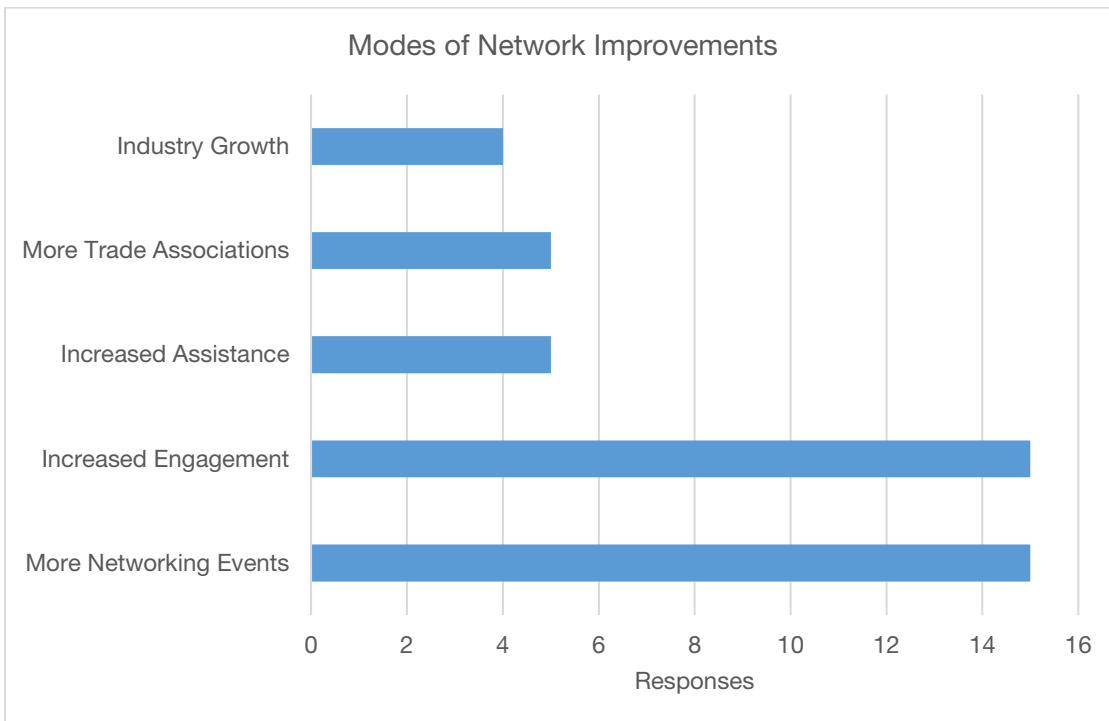 Modes of Network Improvements
Industry Growth
More Trade Associations
Increased Assistance
Increased Engagement
More Networking Events
0 2 4 6 8 10 12 14 16
Responses